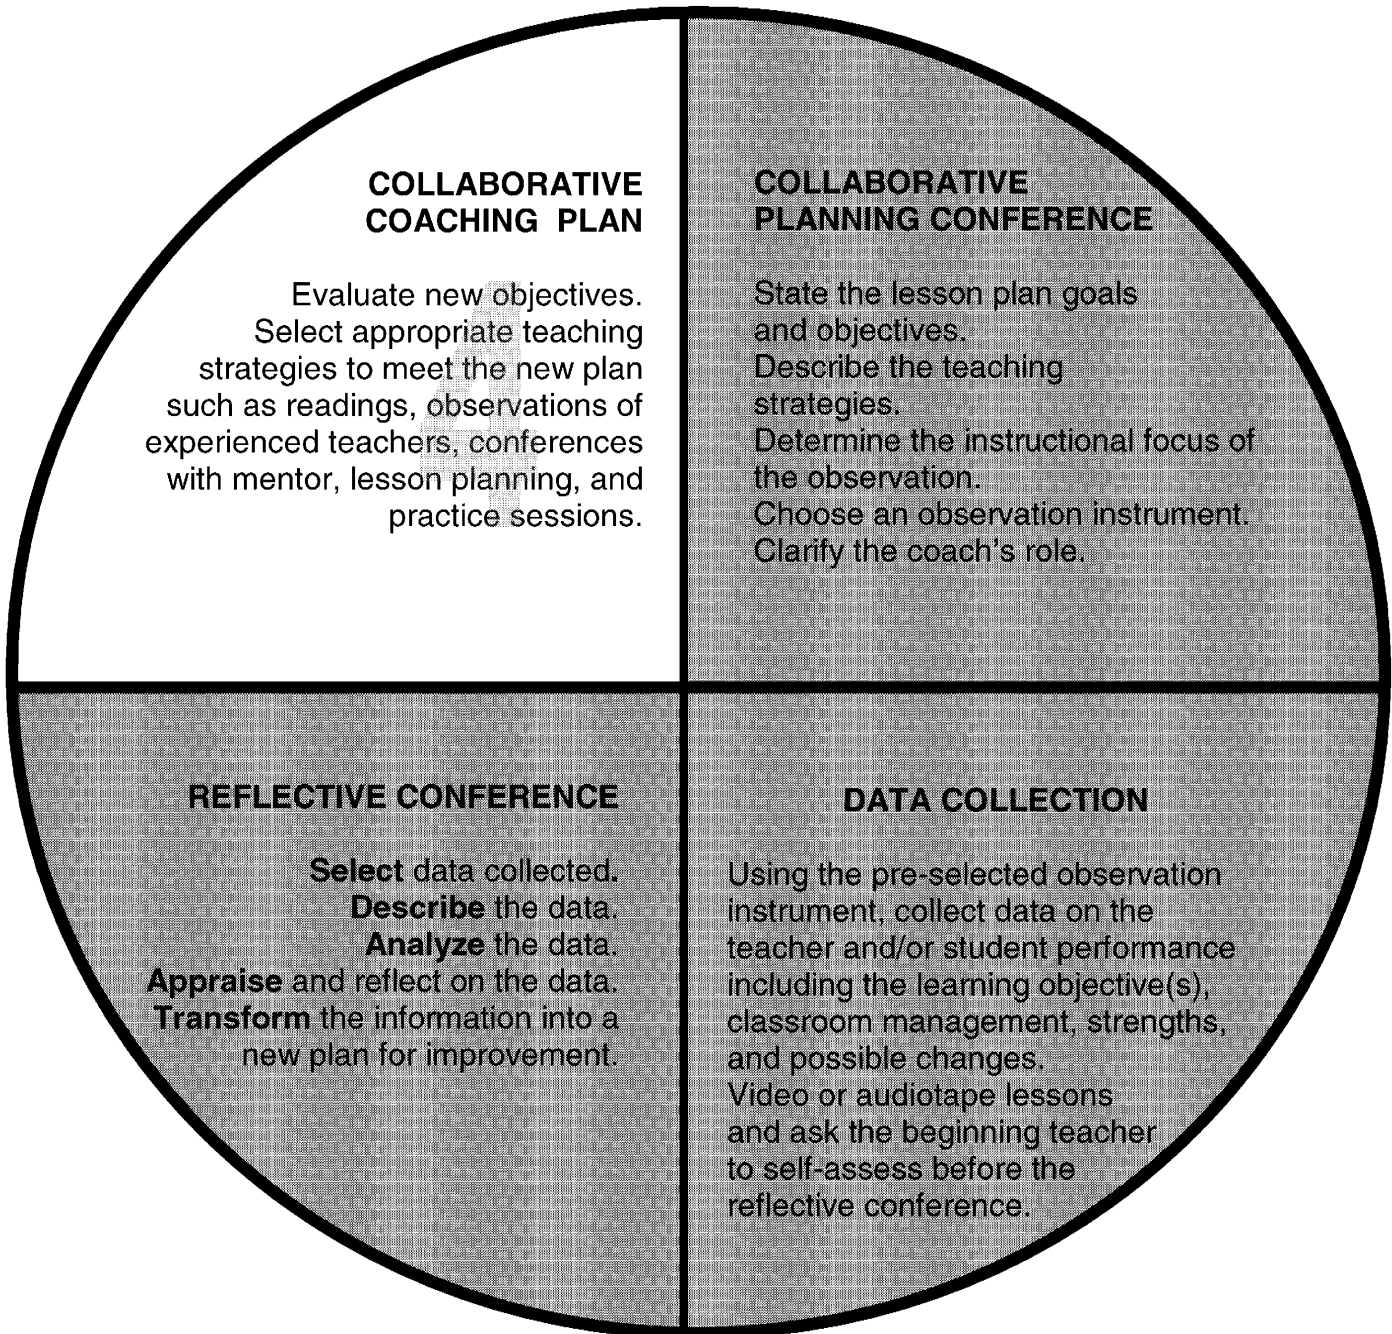 COLLABORATIVE
COACHING PLAN
Evaluate new objectives.
Select appropriate teaching
strategies to meet the new plan
such as readings, observations of
experienced teachers, conferences
with mentor, lesson planning, and
practice sessions.
4
COLLABORATIVE
PLANNING CONFERENCE
State the lesson plan goals
and objectives.
Describe the teaching
strategies.
Determine the instructional focus of
the observation.
Choose an observation instrument.
Clarify the coach's role.
REFLECTIVE CONFERENCE
Select data collected.
Describe the data.
Analyze the data.
Appraise and reflect on the data.
Transform the information into a
new plan for improvement.
DATA COLLECTION
Using the pre-selected observation
instrument, collect data on the
teacher and/or student performance
including the learning objective(s),
classroom management, strengths,
and possible changes.
Video or audiotape lessons
and ask the beginning teacher
to self-assess before the
reflective conference.